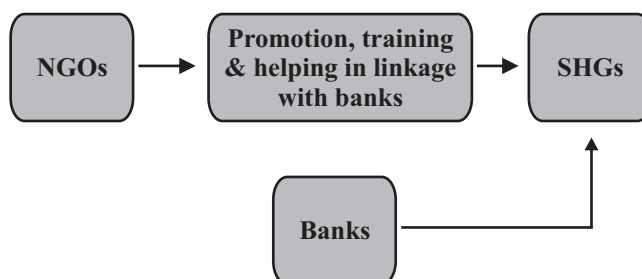 NGOs
Promotion, training
& helping in linkage
with banks
SHGs
Banks